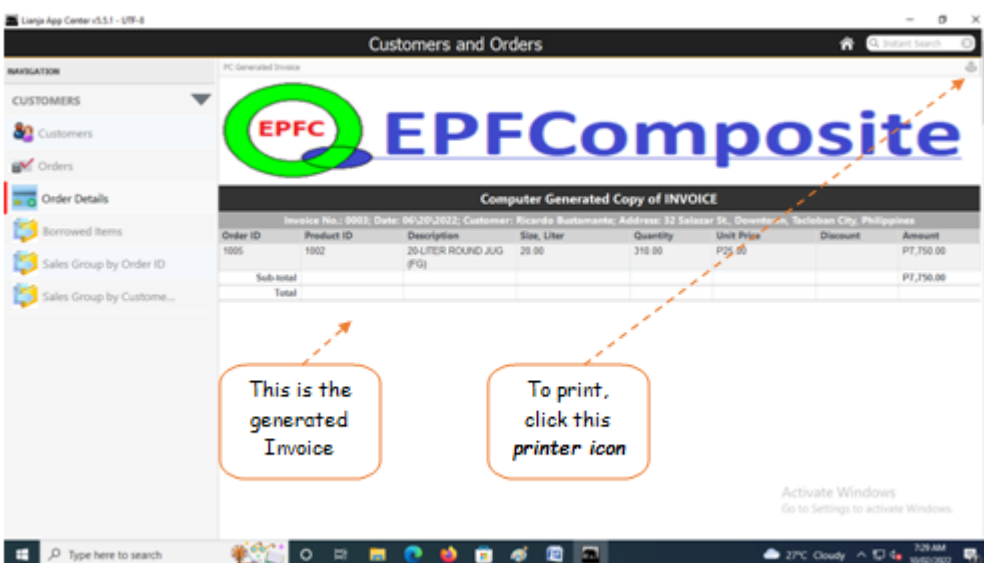 Lianja App Center v5.5.1 - UTF-8
Customers and Orders
Instant Search
NAVIGATION
PC Generated Invoice
CUSTOMERS
Customers
Orders
Order Details
Borrowed Items
Sales Group by Order ID
Sales Group by Custome...
EPFC
EPFComposite
Computer Generated Copy of INVOICE
Invoice No.: 0003; Date: 06\20\2022; Customer: Ricardo Bustamante; Address: 32 Salazar St., Downtown, Tacloban City, Philippines
Order ID Product ID Description Size, Liter Quantity Unit Price Discount Amount
1005 1002 20-LITER ROUND JUG 20.00 310.00 P25.00 P7,750.00
(FG)
Sub-total P7,750.00
Total
This is the
generated
Invoice
To print,
click this
printer icon
Activate Windows
Go to Settings to activate Windows.
Type here to search
27°C Cloudy
7:29 AM
10/02/2022